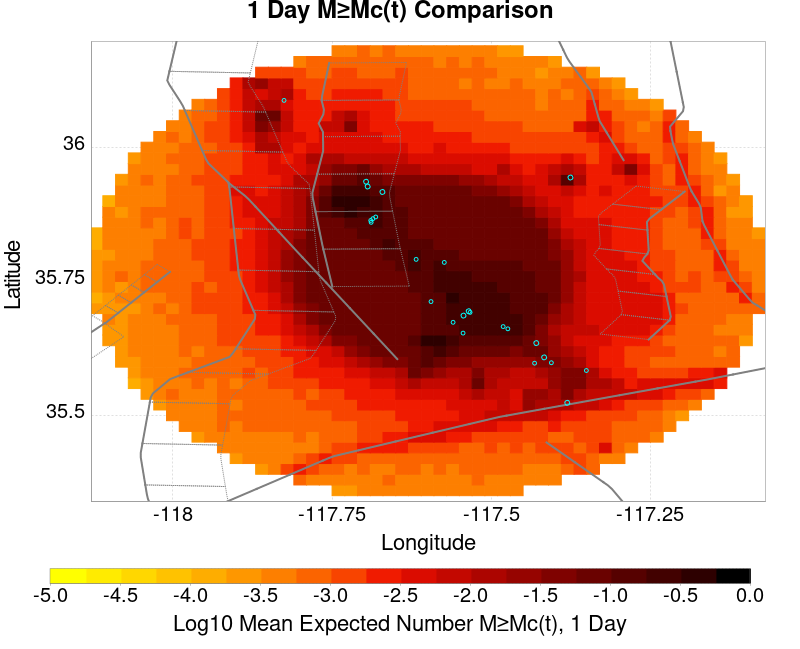 1 Day M≥Mc(t) Comparison
36
35.75
35.5
Latitude
-118 -117.75 -117.5 -117.25
Longitude
-5.0 -4.5 -4.0 -3.5 -3.0 -2.5 -2.0 -1.5 -1.0 -0.5 0.0
Log10 Mean Expected Number M≥Mc(t), 1 Day